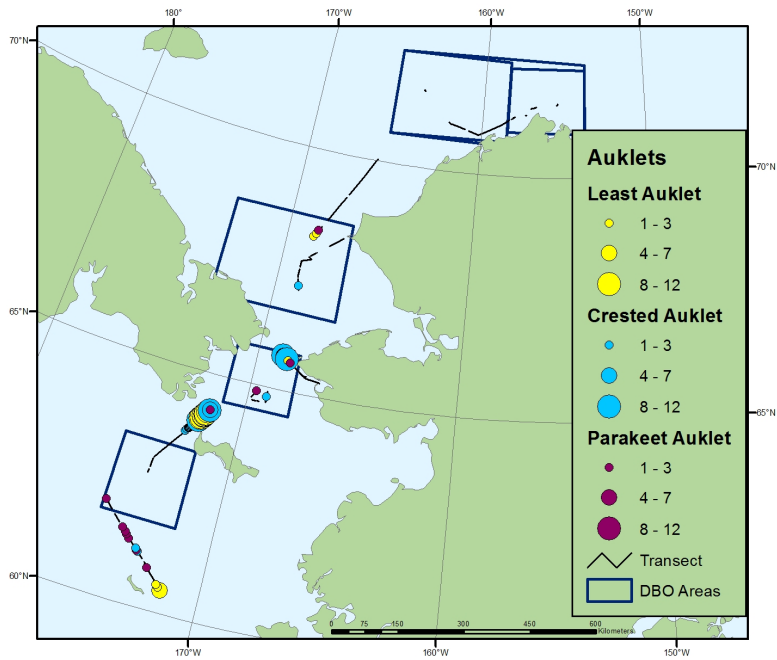 180° 170°W 160°W 150°W
70°N
70°N
65°N
65°N
60°N
170°W 160°W 150°W
Auklets
Least Auklet
1 - 3
4 - 7
8 - 12
Crested Auklet
1 - 3
4 - 7
8 - 12
Parakeet Auklet
1 - 3
4 - 7
8 - 12
Transect
DBO Areas
0 75 150 300 450 600
Kilometers